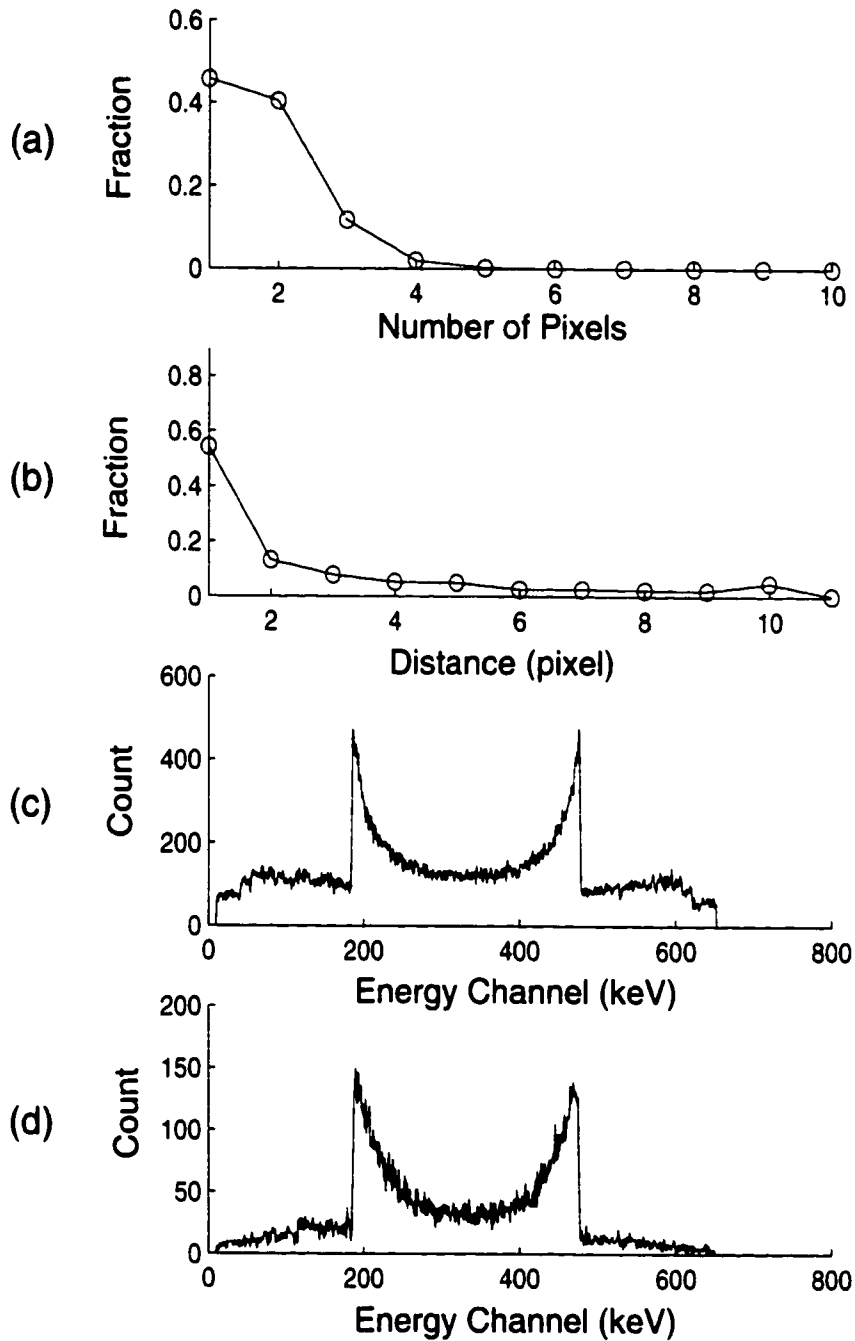 (a)
Fraction
0.6
0.4
0.2
0
2 4 6 8 10
Number of Pixels
(b)
Fraction
0.8
0.6
0.4
0.2
0
2 4 6 8 10
Distance (pixel)
(c)
Count
600
400
200
0
0 200 400 600 800
Energy Channel (keV)
(d)
Count
200
150
100
50
0
0 200 400 600 800
Energy Channel (keV)